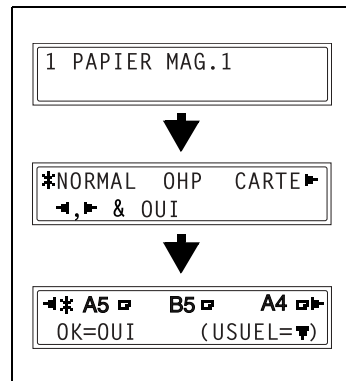 1 PAPIER MAG.1
*NORMAL OHP CARTE►
◄,► & OUI
◄* A5 B5 A4 ►
OK=OUI (USUEL=▼)